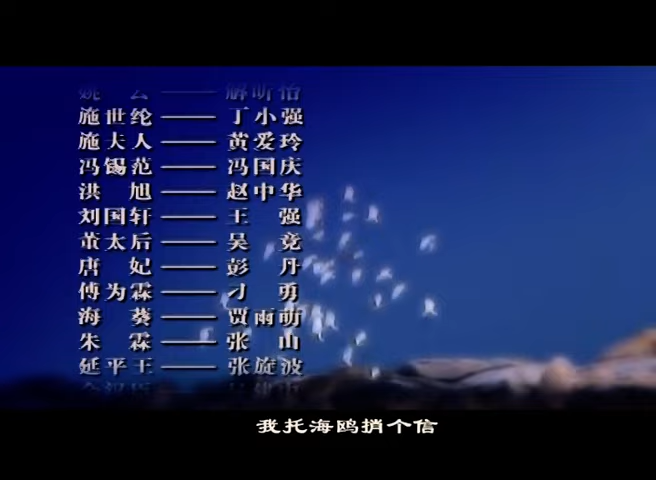 施世纶——丁小强
施夫人——黄爱玲
冯锡范——冯国庆
洪 旭——赵中华
刘国轩——王 强
董太后——吴 竞
唐 妃——彭 丹
傅为霖——刁 勇
海 葵——贾雨萌
朱 霖——张 山
延平王——张旋波
我托海鸥捎个信